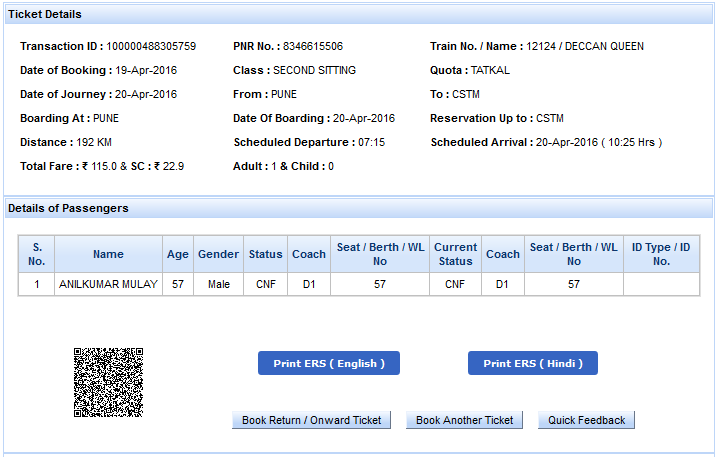 Ticket Details
Transaction ID : 100000488305759 PNR No. : 8346615506 Train No. / Name : 12124 / DECCAN QUEEN
Date of Booking : 19-Apr-2016 Class : SECOND SITTING Quota : TATKAL
Date of Journey : 20-Apr-2016 From : PUNE To : CSTM
Boarding At : PUNE Date Of Boarding : 20-Apr-2016 Reservation Up to : CSTM
Distance : 192 KM Scheduled Departure : 07:15 Scheduled Arrival : 20-Apr-2016 ( 10:25 Hrs )
Total Fare : ₹ 115.0 & SC : ₹ 22.9 Adult : 1 & Child : 0
Details of Passengers
S. No. Name Age Gender Status Coach Seat / Berth / WL No Current Status Coach Seat / Berth / WL No ID Type / ID No.
1 ANILKUMAR MULAY 57 Male CNF D1 57 CNF D1 57
Print ERS ( English ) Print ERS ( Hindi )
Book Return / Onward Ticket Book Another Ticket Quick Feedback